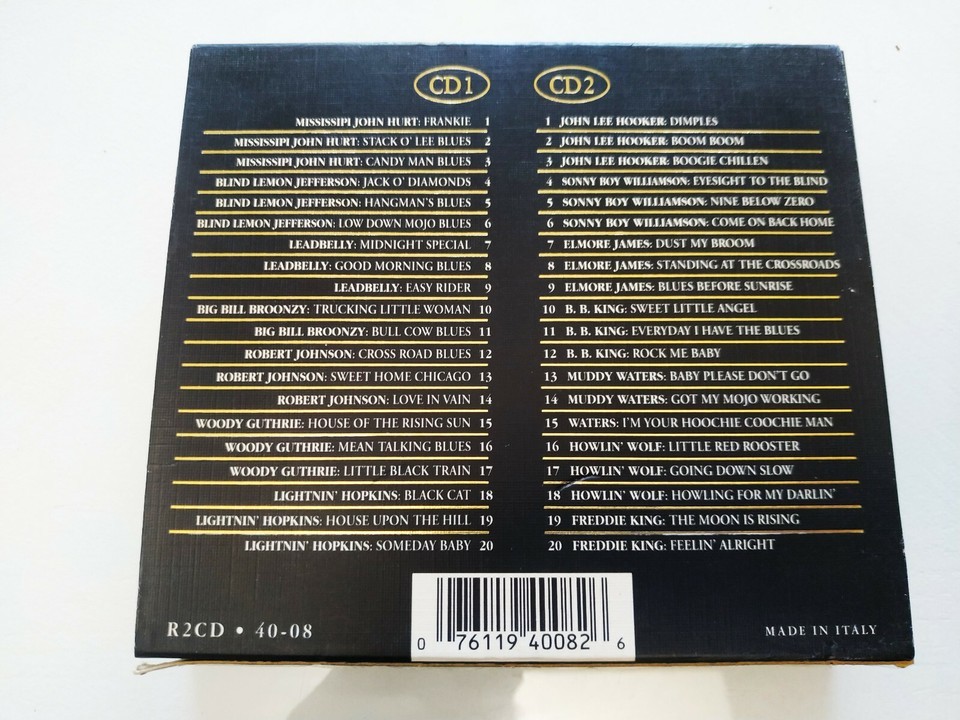 CD 1
MISSISSIPI JOHN HURT: FRANKIE 1
MISSISSIPI JOHN HURT: STACK O' LEE BLUES 2
MISSISSIPI JOHN HURT: CANDY MAN BLUES 3
BLIND LEMON JEFFERSON: JACK O' DIAMONDS 4
BLIND LEMON JEFFERSON: HANGMAN'S BLUES 5
BLIND LEMON JEFFERSON: LOW DOWN MOJO BLUES 6
LEADBELLY: MIDNIGHT SPECIAL 7
LEADBELLY: GOOD MORNING BLUES 8
LEADBELLY: EASY RIDER 9
BIG BILL BROONZY: TRUCKING LITTLE WOMAN 10
BIG BILL BROONZY: BULL COW BLUES 11
ROBERT JOHNSON: CROSS ROAD BLUES 12
ROBERT JOHNSON: SWEET HOME CHICAGO 13
ROBERT JOHNSON: LOVE IN VAIN 14
WOODY GUTHRIE: HOUSE OF THE RISING SUN 15
WOODY GUTHRIE: MEAN TALKING BLUES 16
WOODY GUTHRIE: LITTLE BLACK TRAIN 17
LIGHTNIN' HOPKINS: BLACK CAT 18
LIGHTNIN' HOPKINS: HOUSE UPON THE HILL 19
LIGHTNIN' HOPKINS: SOMEDAY BABY 20
CD 2
1 JOHN LEE HOOKER: DIMPLES
2 JOHN LEE HOOKER: BOOM BOOM
3 JOHN LEE HOOKER: BOOGIE CHILLEN
4 SONNY BOY WILLIAMSON: EYESIGHT TO THE BLIND
5 SONNY BOY WILLIAMSON: NINE BELOW ZERO
6 SONNY BOY WILLIAMSON: COME ON BACK HOME
7 ELMORE JAMES: DUST MY BROOM
8 ELMORE JAMES: STANDING AT THE CROSSROADS
9 ELMORE JAMES: BLUES BEFORE SUNRISE
10 B. B. KING: SWEET LITTLE ANGEL
11 B. B. KING: EVERYDAY I HAVE THE BLUES
12 B. B. KING: ROCK ME BABY
13 MUDDY WATERS: BABY PLEASE DON'T GO
14 MUDDY WATERS: GOT MY MOJO WORKING
15 WATERS: I'M YOUR HOOCHIE COOCHIE MAN
16 HOWLIN' WOLF: LITTLE RED ROOSTER
17 HOWLIN' WOLF: GOING DOWN SLOW
18 HOWLIN' WOLF: HOWLING FOR MY DARLIN'
19 FREDDIE KING: THE MOON IS RISING
20 FREDDIE KING: FEELIN' ALRIGHT
R2CD • 40-08
0 76119 40082 6
MADE IN ITALY